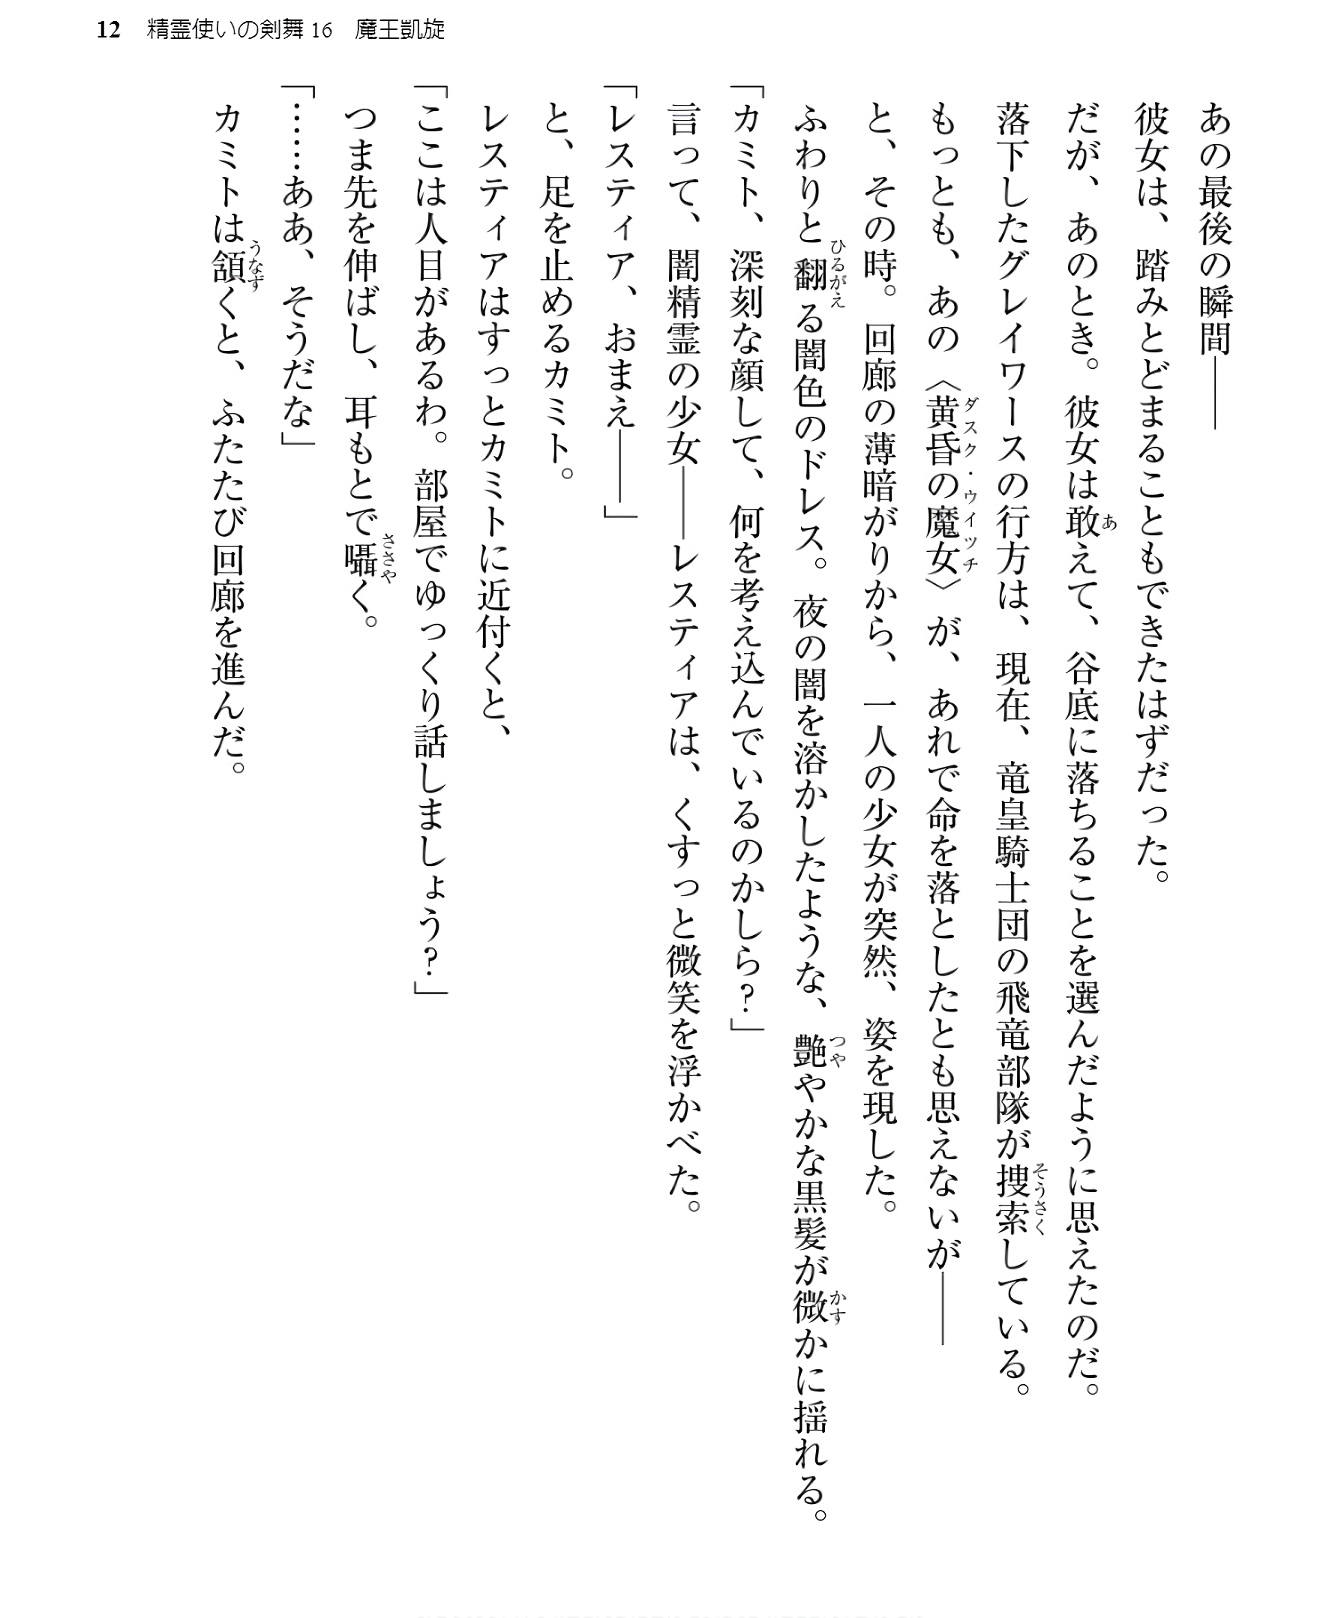 12 精霊使いの剣舞16 魔王凱旋
あの最後の瞬間――
彼女は、踏みとどまることもできたはずだった。
だが、あのとき。彼女は敢えて、谷底に落ちることを選んだように思えたのだ。
落下したグレイワースの行方は、現在、竜皇騎士団の飛竜部隊が捜索している。
もっとも、あの〈黄昏の魔女〉が、あれで命を落としたとも思えないが――
と、その時。回廊の薄暗がりから、一人の少女が突然、姿を現した。
ふわりと翻る闇色のドレス。夜の闇を溶かしたような、艶やかな黒髪が微かに揺れる。
「カミト、深刻な顔して、何を考え込んでいるのかしら?」
言って、闇精霊の少女――レスティアは、くすっと微笑を浮かべた。
「レスティア、おまえ――」
と、足を止めるカミト。
レスティアはすっとカミトに近付くと、
「ここは人目があるわ。部屋でゆっくり話しましょう?」
つま先を伸ばし、耳もとで囁く。
「……ああ、そうだな」
カミトは頷くと、ふたたび回廊を進んだ。